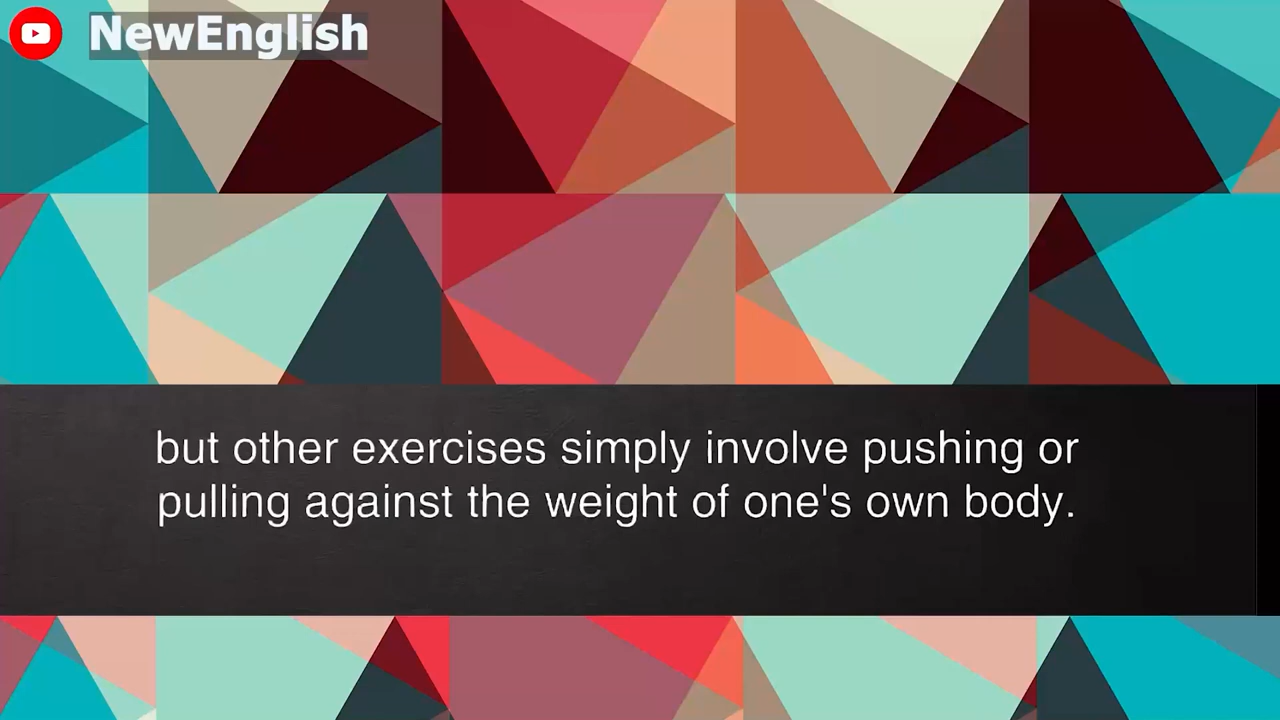 NewEnglish
but other exercises simply involve pushing or
pulling against the weight of one's own body.